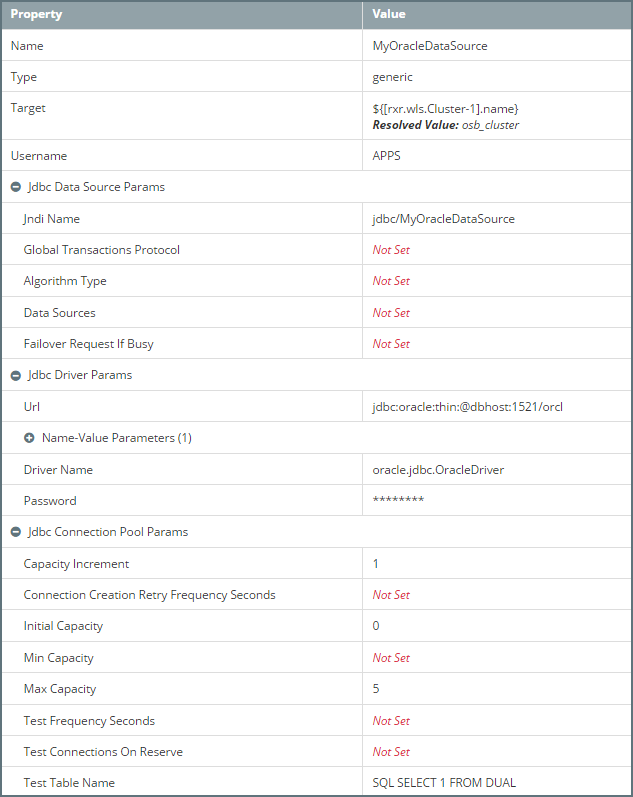 Property Value
Name MyOracleDataSource
Type generic
Target ${[rxr.wls.Cluster-1].name}
Resolved Value: osb_cluster
Username APPS
Jdbc Data Source Params
Jndi Name jdbc/MyOracleDataSource
Global Transactions Protocol Not Set
Algorithm Type Not Set
Data Sources Not Set
Failover Request If Busy Not Set
Jdbc Driver Params
Url jdbc:oracle:thin:@dbhost:1521/orcl
Name-Value Parameters (1)
Driver Name oracle.jdbc.OracleDriver
Password ********
Jdbc Connection Pool Params
Capacity Increment 1
Connection Creation Retry Frequency Seconds Not Set
Initial Capacity 0
Min Capacity Not Set
Max Capacity 5
Test Frequency Seconds Not Set
Test Connections On Reserve Not Set
Test Table Name SQL SELECT 1 FROM DUAL